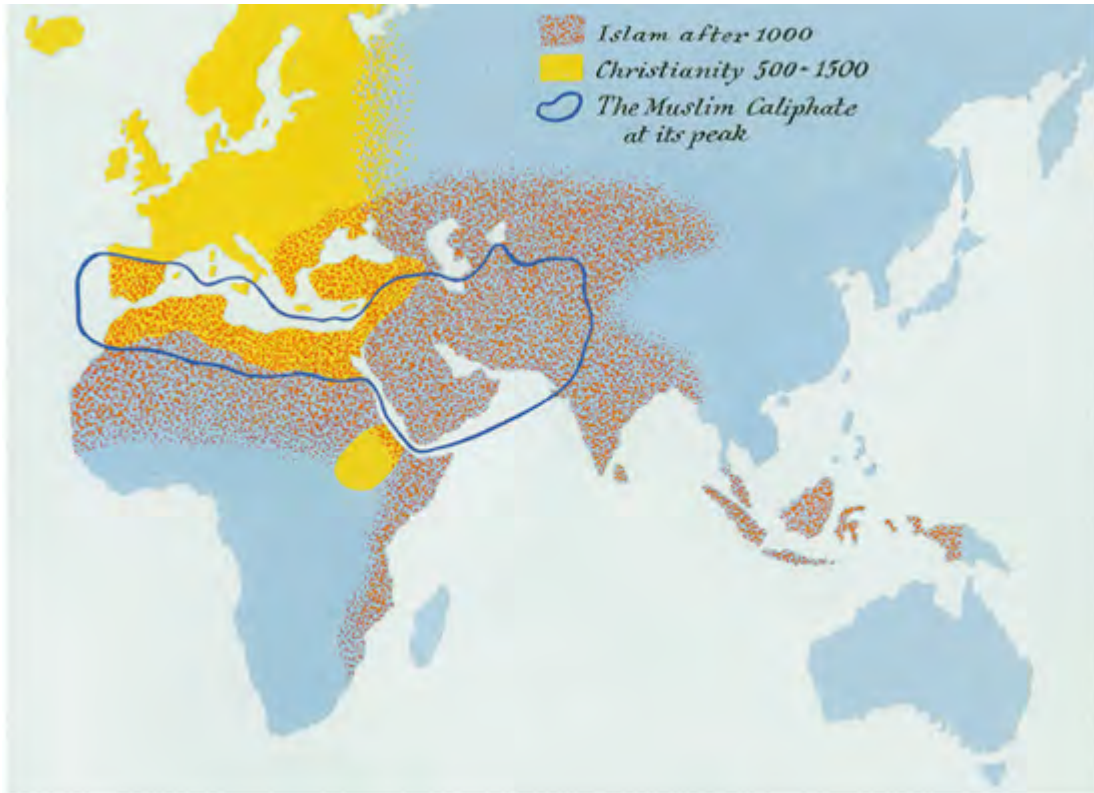 Islam after 1000
Christianity 500-1500
The Muslim Caliphate
at its peak